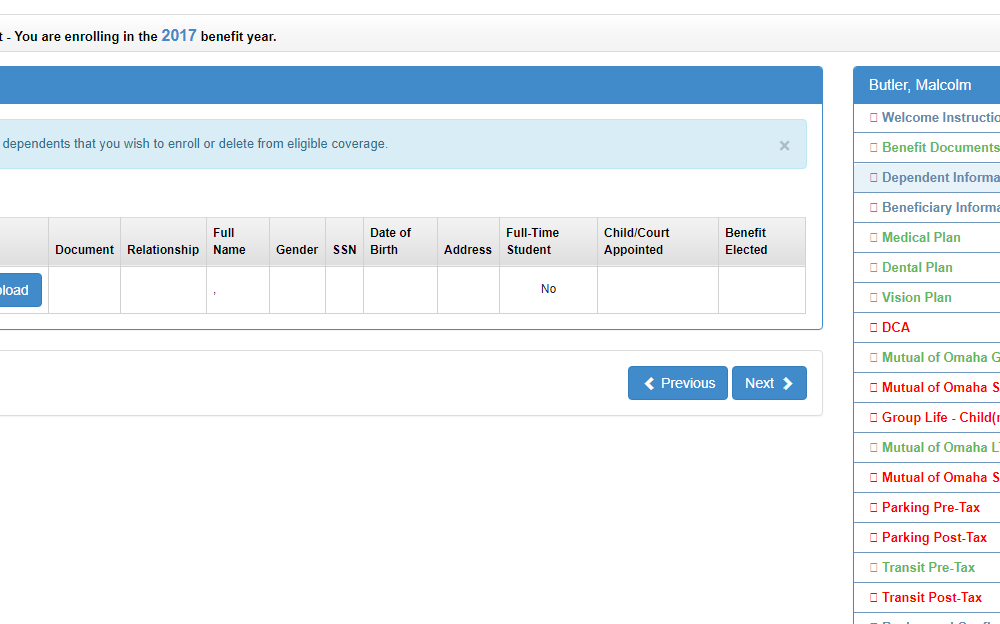 t - You are enrolling in the 2017 benefit year.
dependents that you wish to enroll or delete from eligible coverage.
×
Document Relationship Full Name Gender SSN Date of Birth Address Full-Time Student Child/Court Appointed Benefit Elected
pload , No
Previous Next
Butler, Malcolm
Welcome Instructio
Benefit Documents
Dependent Informa
Beneficiary Informa
Medical Plan
Dental Plan
Vision Plan
DCA
Mutual of Omaha G
Mutual of Omaha S
Group Life - Child(r
Mutual of Omaha LT
Mutual of Omaha S
Parking Pre-Tax
Parking Post-Tax
Transit Pre-Tax
Transit Post-Tax